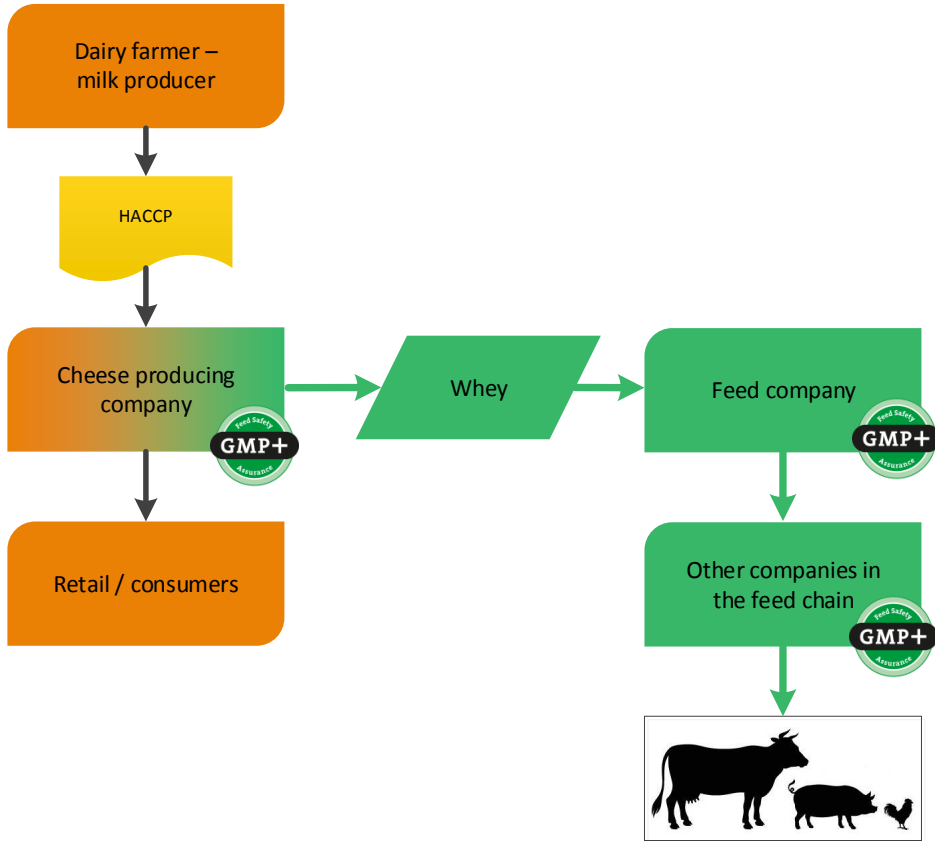 Dairy farmer –
milk producer
HACCP
Cheese producing
company
Feed Safety
GMP+
Assurance
Whey
Feed company
Feed Safety
GMP+
Assurance
Retail / consumers
Other companies in
the feed chain
Feed Safety
GMP+
Assurance